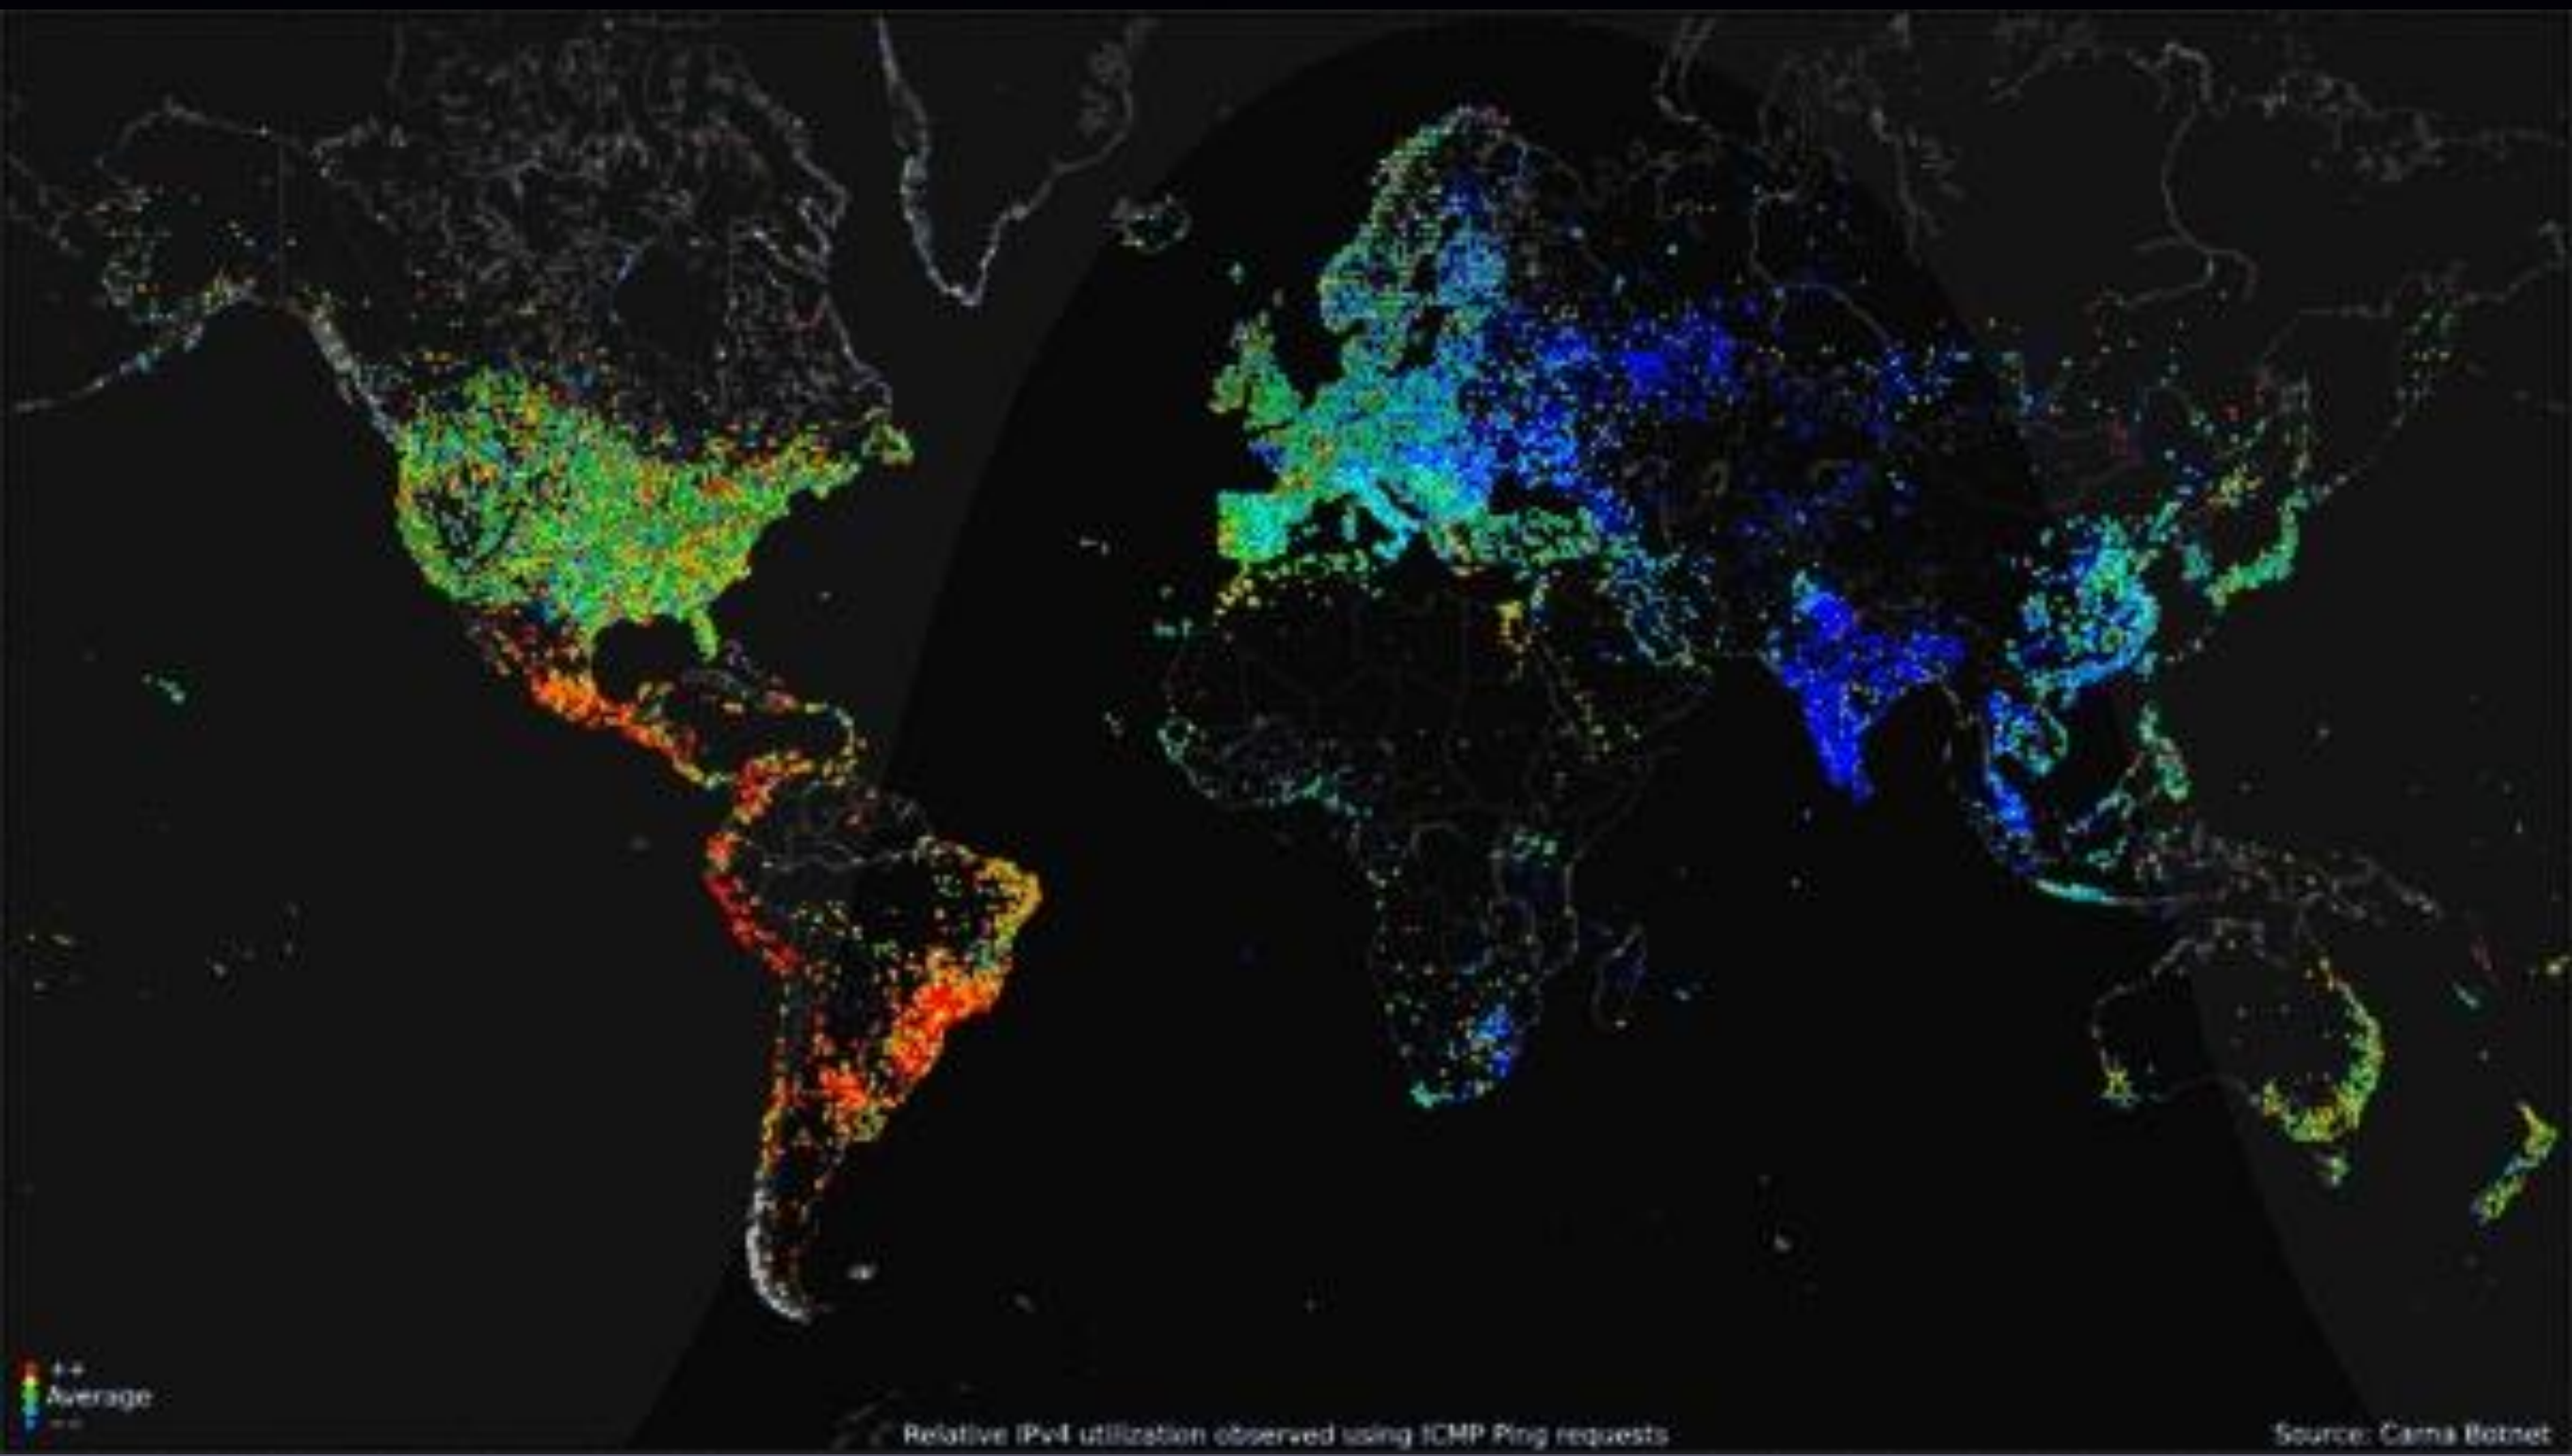 ++
Average
--
Relative IPv4 utilization observed using ICMP Ping requests
Source: Carna Botnet